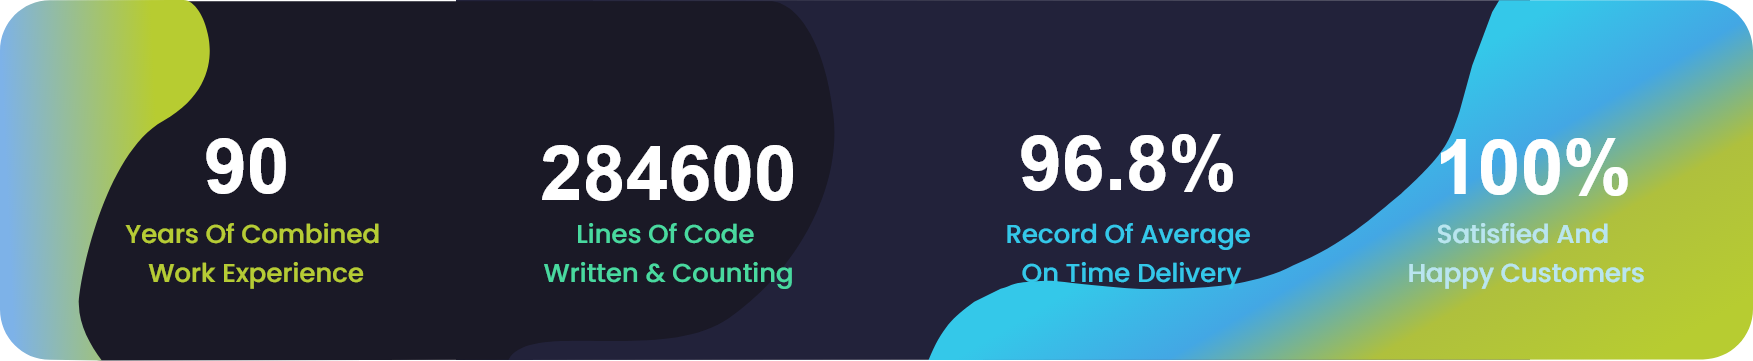 90
Years Of Combined
Work Experience
284600
Lines Of Code
Written & Counting
96.8%
Record Of Average
On Time Delivery
100%
Satisfied And
Happy Customers